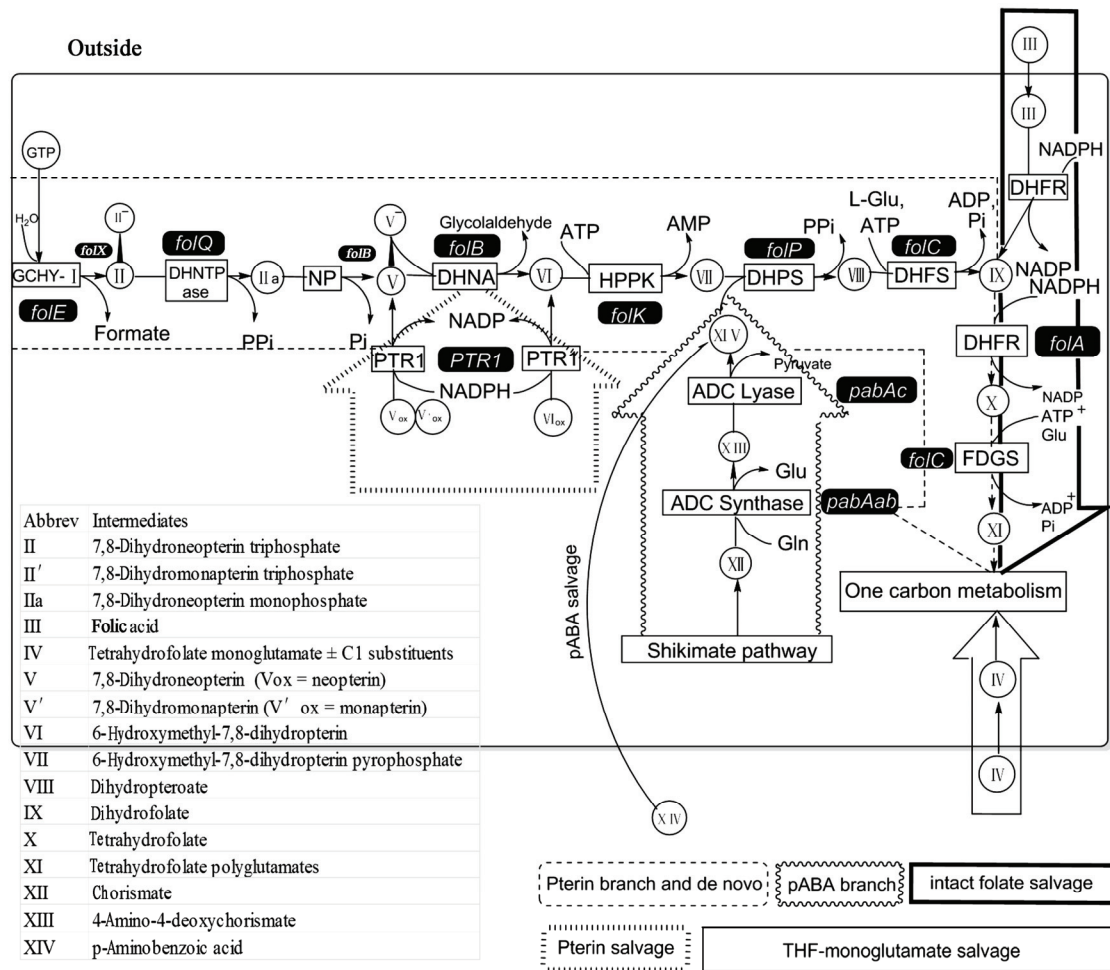 Outside
III
III
NADPH
DHFR
GTP
H₂O
II⁻
V⁻
Glycolaldehyde
L-Glu,
ATP
ADP,
Pi
folX
folQ
folB
folB
ATP
AMP
folP
PPi
folC
GCHY- I
II
DHNTP
ase
IIa
NP
V
DHNA
VI
HPPK
VII
DHPS
VIII
DHFS
IX
NADP
NADPH
folE
Formate
PPi
Pi
NADP
folK
XIV
DHFR
folA
PTR1
PTR1
PTR1
NADPH
Pyruvate
ADC Lyase
pabAc
X
NADP
ATP +
Glu
Vox
V'ox
VIox
XIII
Glu
folC
FDGS
ADC Synthase
pabAab
ADP +
Pi
Gln
XI
XII
One carbon metabolism
pABA salvage
Shikimate pathway
IV
IV
XIV
Abbrev Intermediates
II 7,8-Dihydroneopterin triphosphate
II′ 7,8-Dihydromonapterin triphosphate
IIa 7,8-Dihydroneopterin monophosphate
III Folic acid
IV Tetrahydrofolate monoglutamate ± C1 substituents
V 7,8-Dihydroneopterin (Vox = neopterin)
V′ 7,8-Dihydromonapterin (V′ ox = monapterin)
VI 6-Hydroxymethyl-7,8-dihydropterin
VII 6-Hydroxymethyl-7,8-dihydropterin pyrophosphate
VIII Dihydropteroate
IX Dihydrofolate
X Tetrahydrofolate
XI Tetrahydrofolate polyglutamates
XII Chorismate
XIII 4-Amino-4-deoxychorismate
XIV p-Aminobenzoic acid
Pterin branch and de novo
pABA branch
intact folate salvage
Pterin salvage
THF-monoglutamate salvage